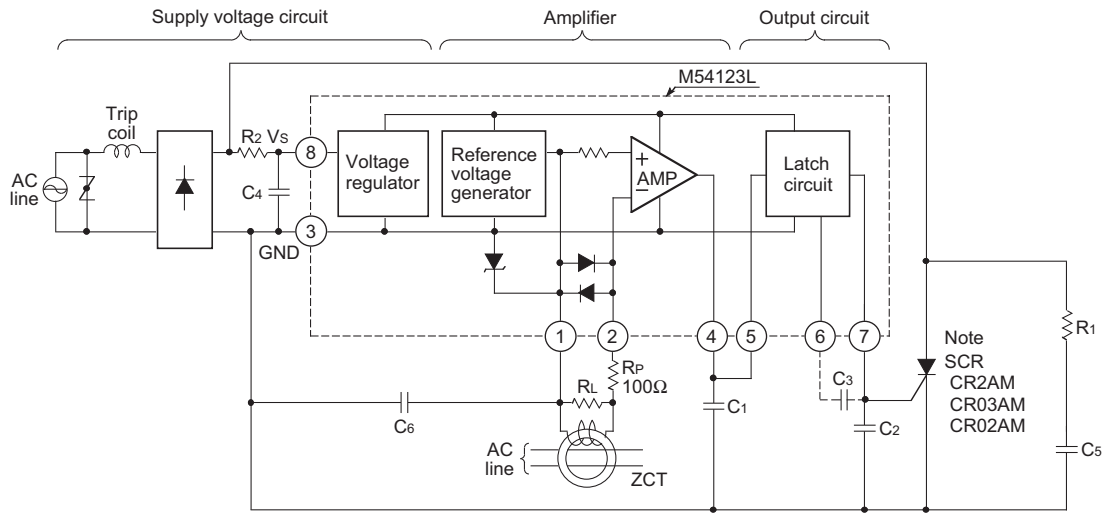 Supply voltage circuit
Amplifier
Output circuit
M54123L
Trip
coil
R2 VS
8
Voltage
regulator
Reference
voltage
generator
+
AMP
−
Latch
circuit
AC
line
C4
GND
3
1
2
4
5
6
7
RP
100Ω
RL
C6
C1
C3
C2
Note
SCR
CR2AM
CR03AM
CR02AM
R1
C5
AC
line
ZCT